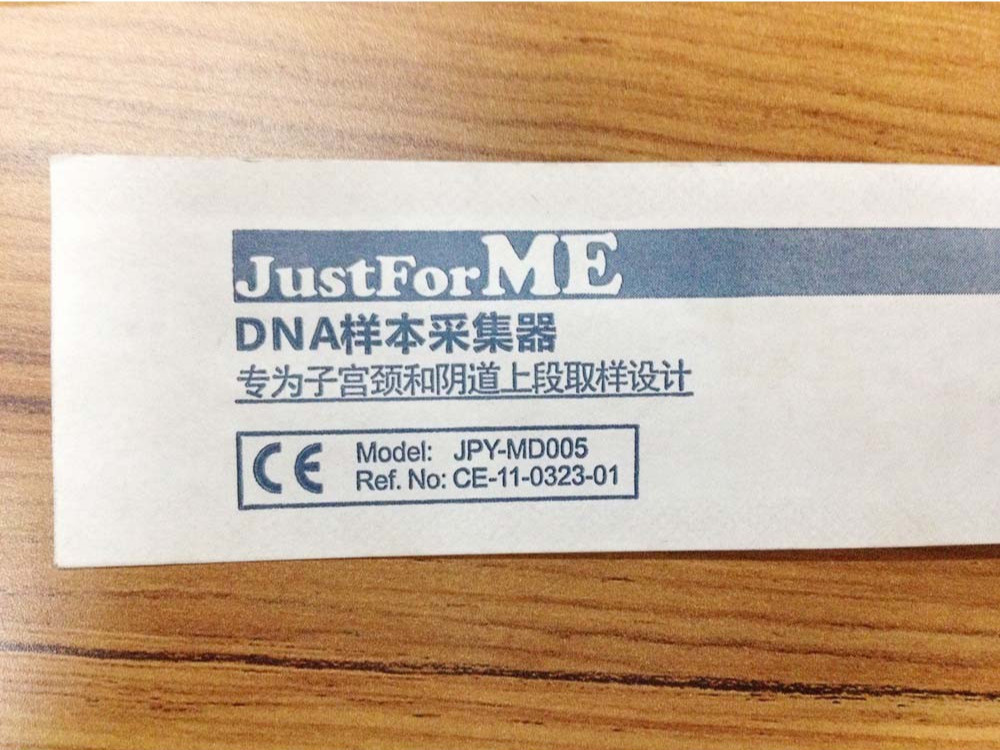 JustForME
DNA样本采集器
专为子宫颈和阴道上段取样设计
CE Model: JPY-MD005
Ref. No: CE-11-0323-01